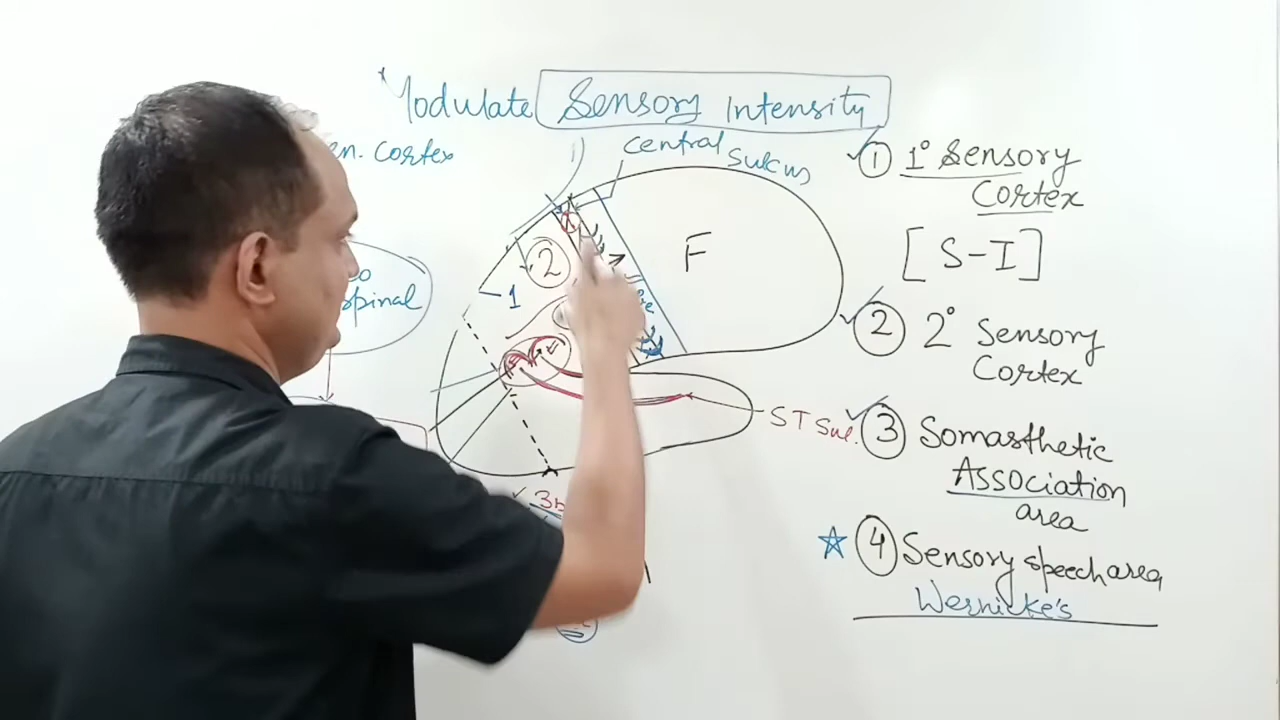 Modulate Sensory Intensity
en. Cortex
central
Sulcus
1
1° Sensory
Cortex
[S-I]
F
2
1
spinal
2
2° Sensory
Cortex
ST Sul.
3
Somasthetic
Association
area
4
Sensory speech area
Wernicke's